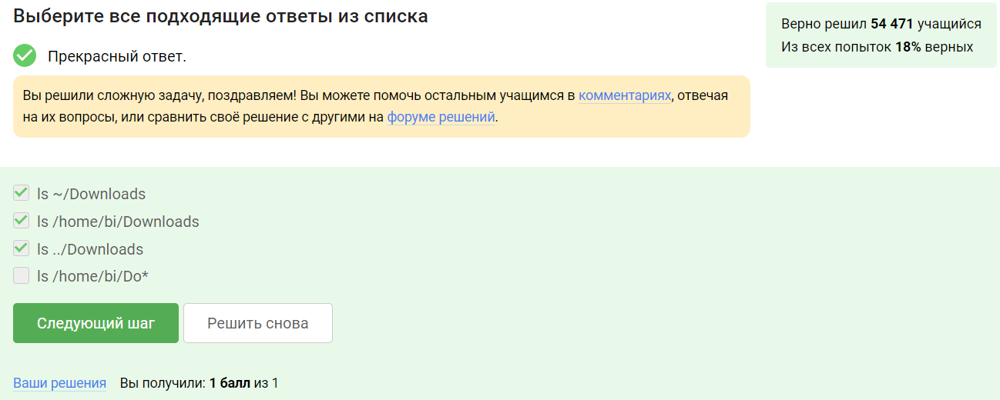 Выберите все подходящие ответы из списка
Верно решил 54 471 учащийся
Из всех попыток 18% верных
Прекрасный ответ.
Вы решили сложную задачу, поздравляем! Вы можете помочь остальным учащимся в комментариях, отвечая
на их вопросы, или сравнить своё решение с другими на форуме решений.
ls ~/Downloads
ls /home/bi/Downloads
ls ../Downloads
ls /home/bi/Do*
Следующий шаг
Решить снова
Ваши решения Вы получили: 1 балл из 1